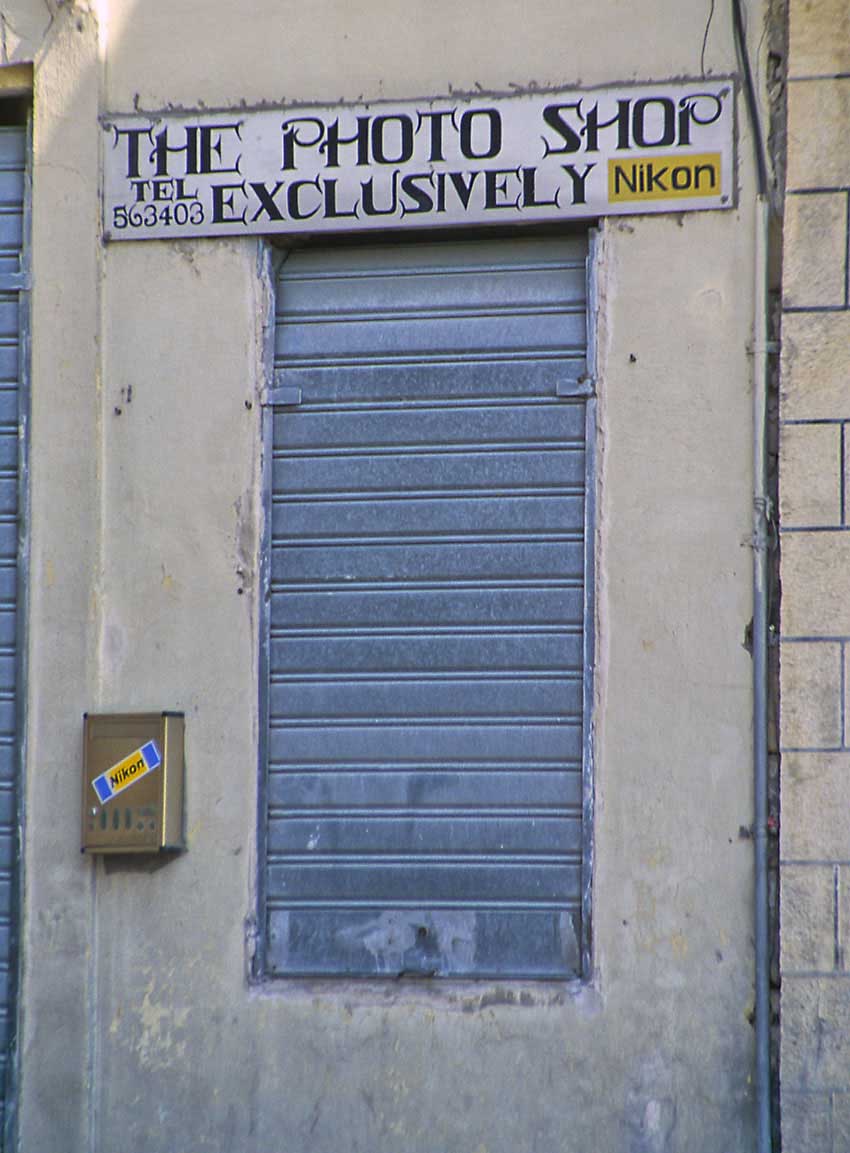 THE PHOTO SHOP
TEL EXCLUSIVELY Nikon
563403
Nikon